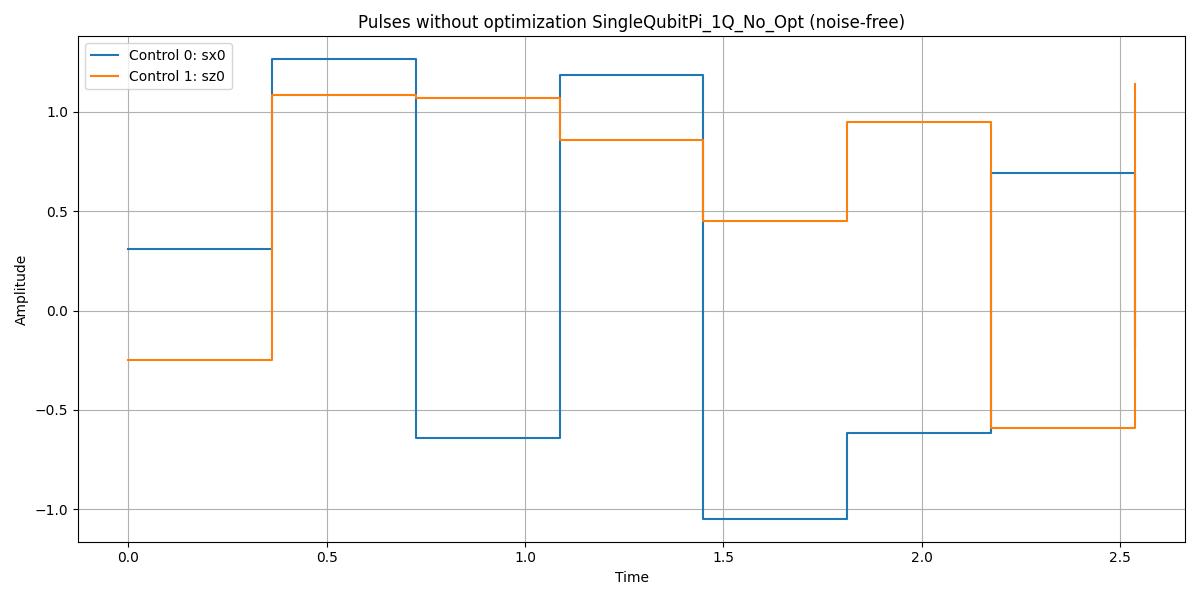 Pulses without optimization SingleQubitPi_1Q_No_Opt (noise-free)
Control 0: sx0
Control 1: sz0
Amplitude
1.0
0.5
0.0
−0.5
−1.0
0.0 0.5 1.0 1.5 2.0 2.5
Time